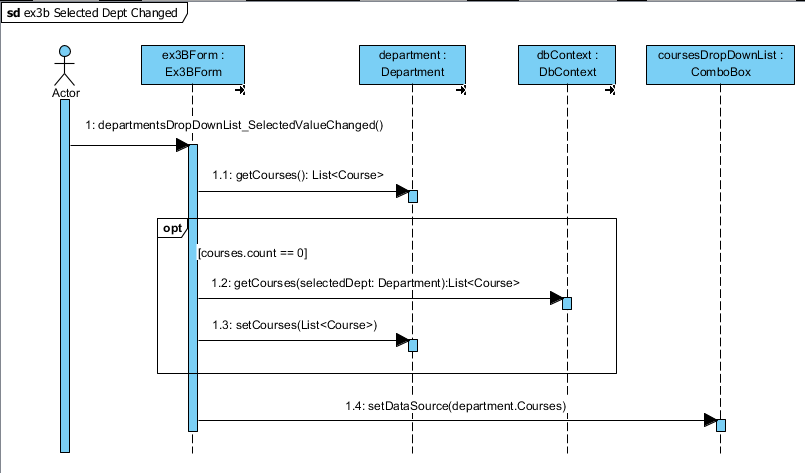 sd ex3b Selected Dept Changed
ex3BForm :
Ex3BForm
department :
Department
dbContext :
DbContext
coursesDropDownList :
ComboBox
Actor
1: departmentsDropDownList_SelectedValueChanged()
1.1: getCourses(): List<Course>
opt
[courses.count == 0]
1.2: getCourses(selectedDept: Department):List<Course>
1.3: setCourses(List<Course>)
1.4: setDataSource(department.Courses)